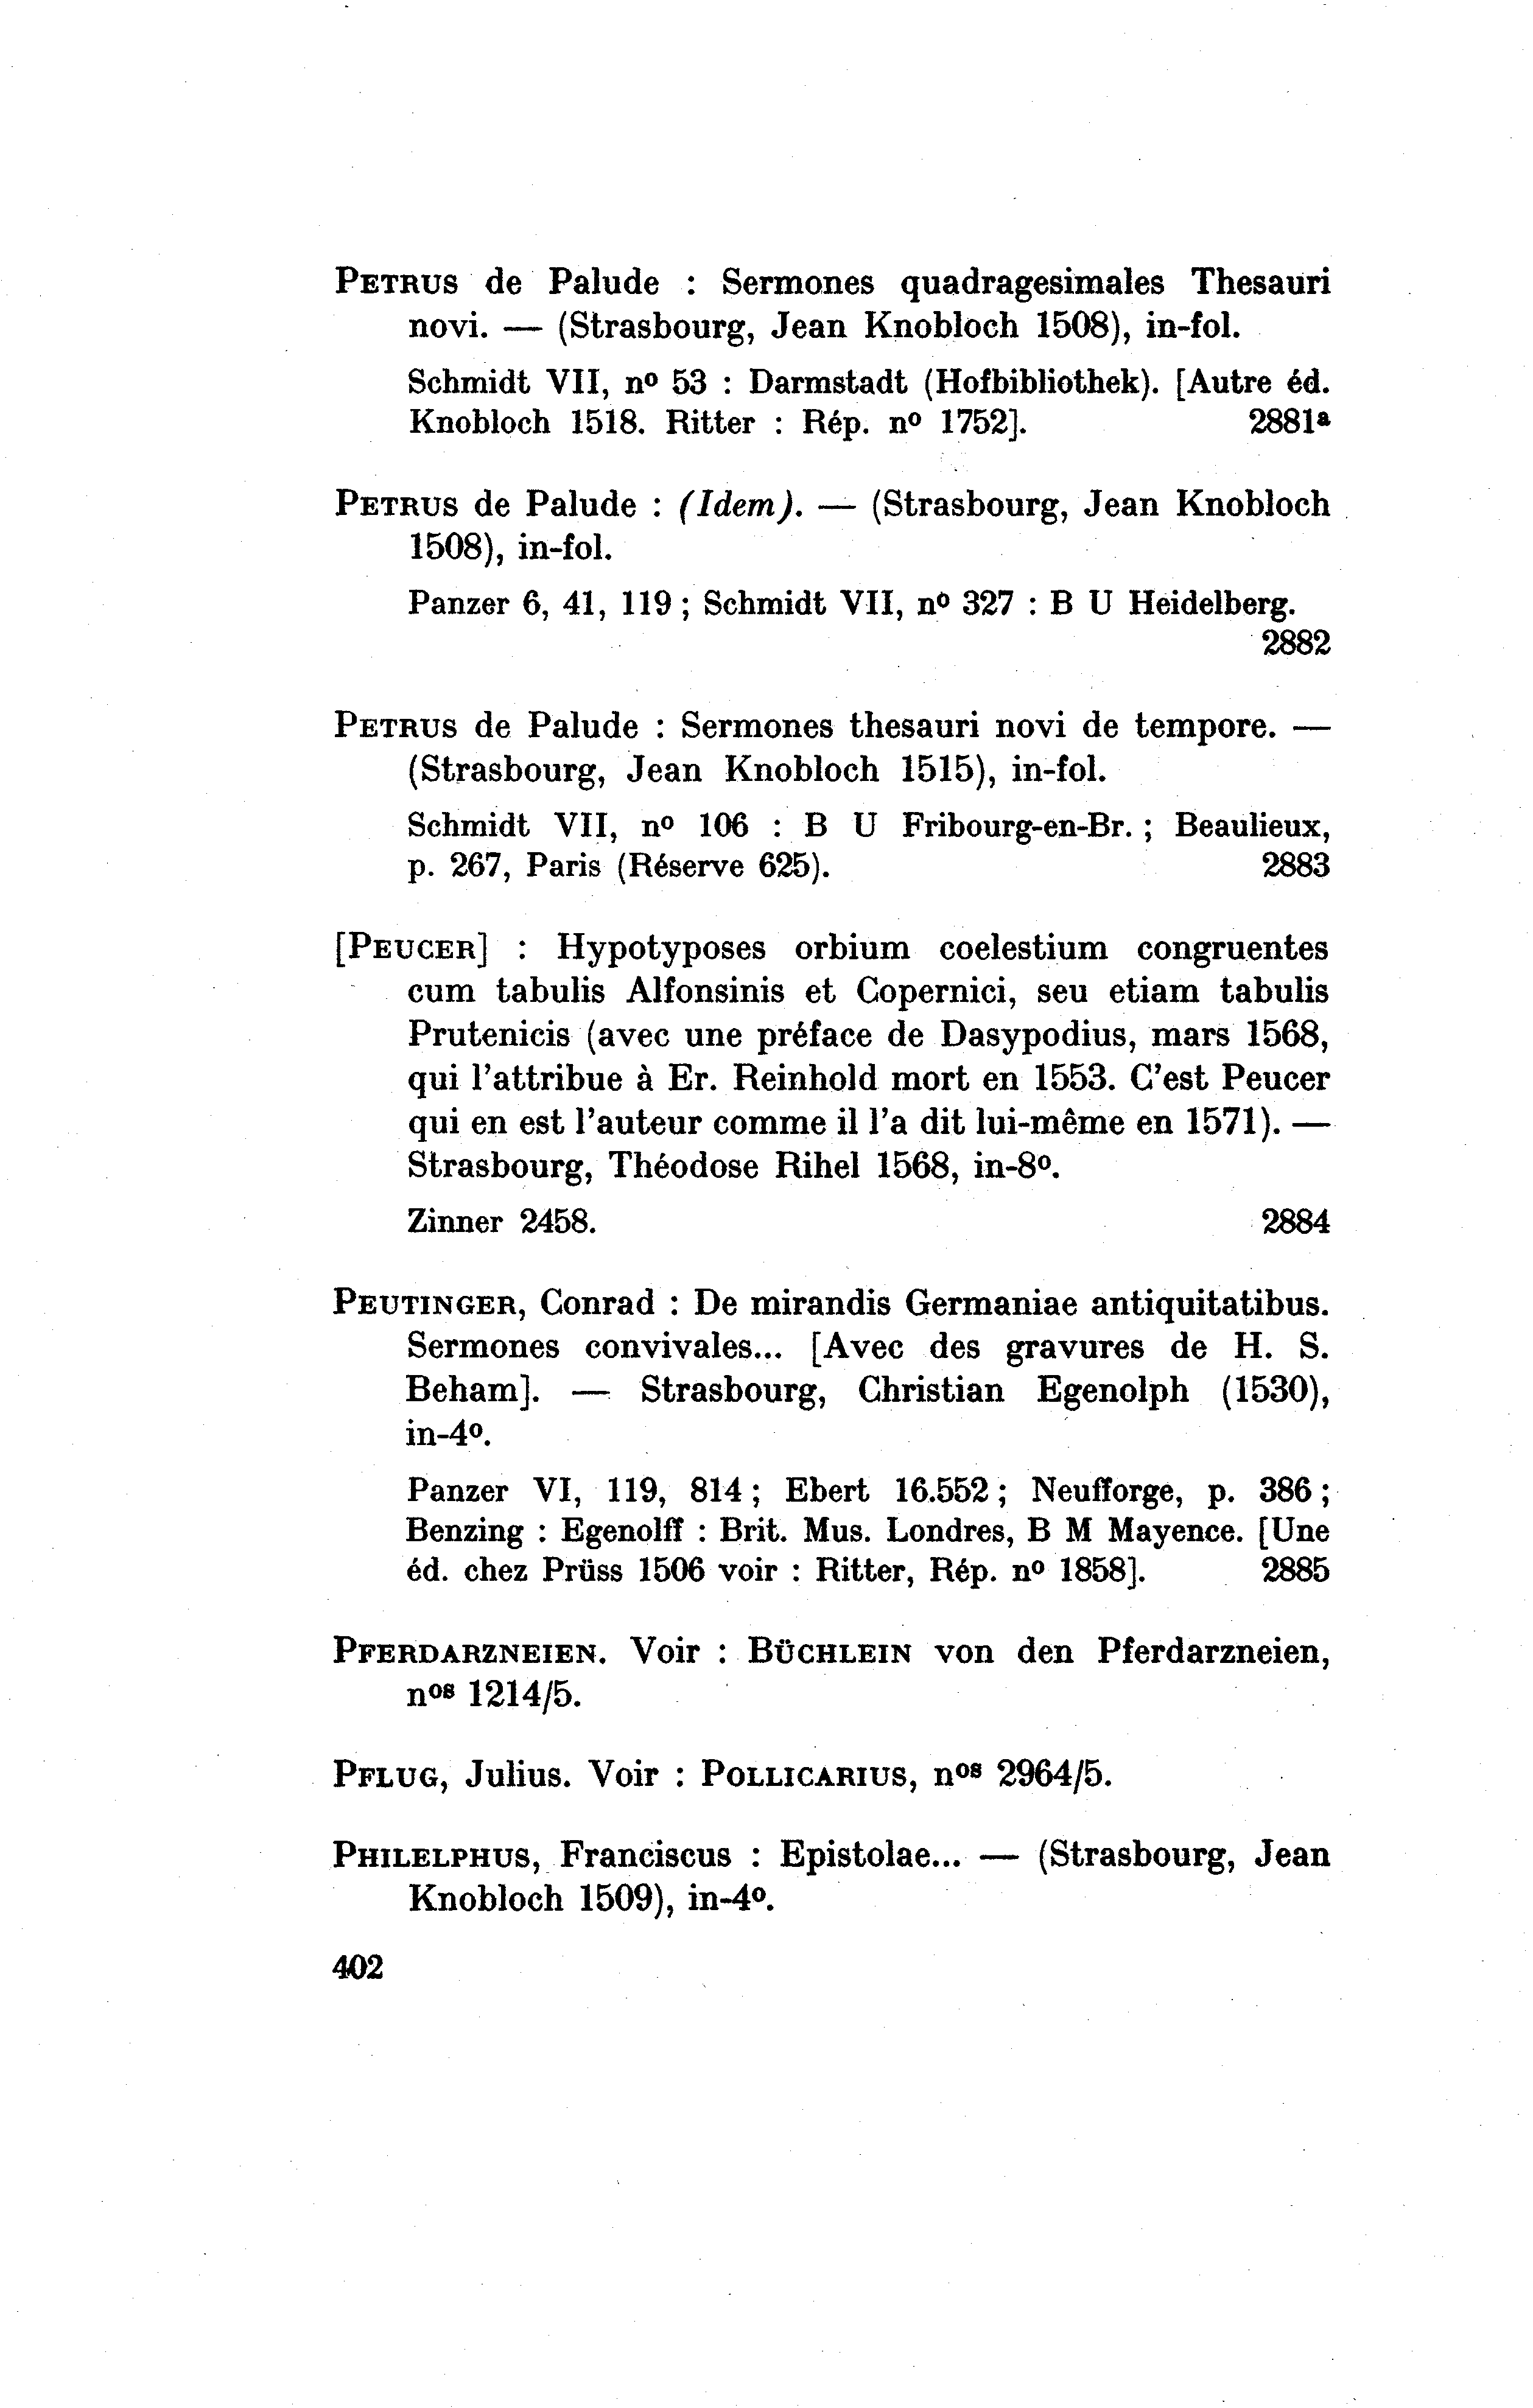 PETRUS de Palude : Sermones quadragesimales Thesauri
novi. — (Strasbourg, Jean Knobloch 1508), in-fol.
Schmidt VII, nº 53 : Darmstadt (Hofbibliothek). [Autre éd.
Knobloch 1518. Ritter : Rép. nº 1752]. 2881ª
PETRUS de Palude : (Idem). — (Strasbourg, Jean Knobloch
1508), in-fol.
Panzer 6, 41, 119 ; Schmidt VII, nº 327 : B U Heidelberg.
2882
PETRUS de Palude : Sermones thesauri novi de tempore. —
(Strasbourg, Jean Knobloch 1515), in-fol.
Schmidt VII, nº 106 : B U Fribourg-en-Br. ; Beaulieux,
p. 267, Paris (Réserve 625). 2883
[PEUCER] : Hypotyposes orbium coelestium congruentes
cum tabulis Alfonsinis et Copernici, seu etiam tabulis
Prutenicis (avec une préface de Dasypodius, mars 1568,
qui l'attribue à Er. Reinhold mort en 1553. C'est Peucer
qui en est l'auteur comme il l'a dit lui-même en 1571). —
Strasbourg, Théodose Rihel 1568, in-8º.
Zinner 2458. 2884
PEUTINGER, Conrad : De mirandis Germaniae antiquitatibus.
Sermones convivales... [Avec des gravures de H. S.
Beham]. — Strasbourg, Christian Egenolph (1530),
in-4º.
Panzer VI, 119, 814 ; Ebert 16.552 ; Neufforge, p. 386 ;
Benzing : Egenolff : Brit. Mus. Londres, B M Mayence. [Une
éd. chez Prüss 1506 voir : Ritter, Rép. nº 1858]. 2885
PFERDARZNEIEN. Voir : BÜCHLEIN von den Pferdarzneien,
nos 1214/5.
PFLUG, Julius. Voir : POLLICARIUS, nos 2964/5.
PHILELPHUS, Franciscus : Epistolae... — (Strasbourg, Jean
Knobloch 1509), in-4º.
402